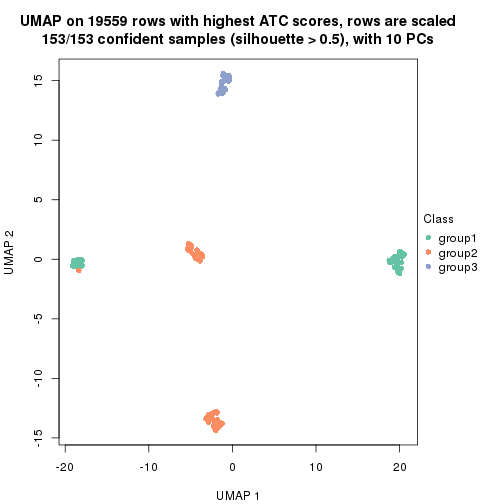 UMAP on 19559 rows with highest ATC scores, rows are scaled
153/153 confident samples (silhouette > 0.5), with 10 PCs
15
10
5
0
-5
-10
-15
UMAP 2
-20
-10
0
10
20
UMAP 1
Class
group1
group2
group3